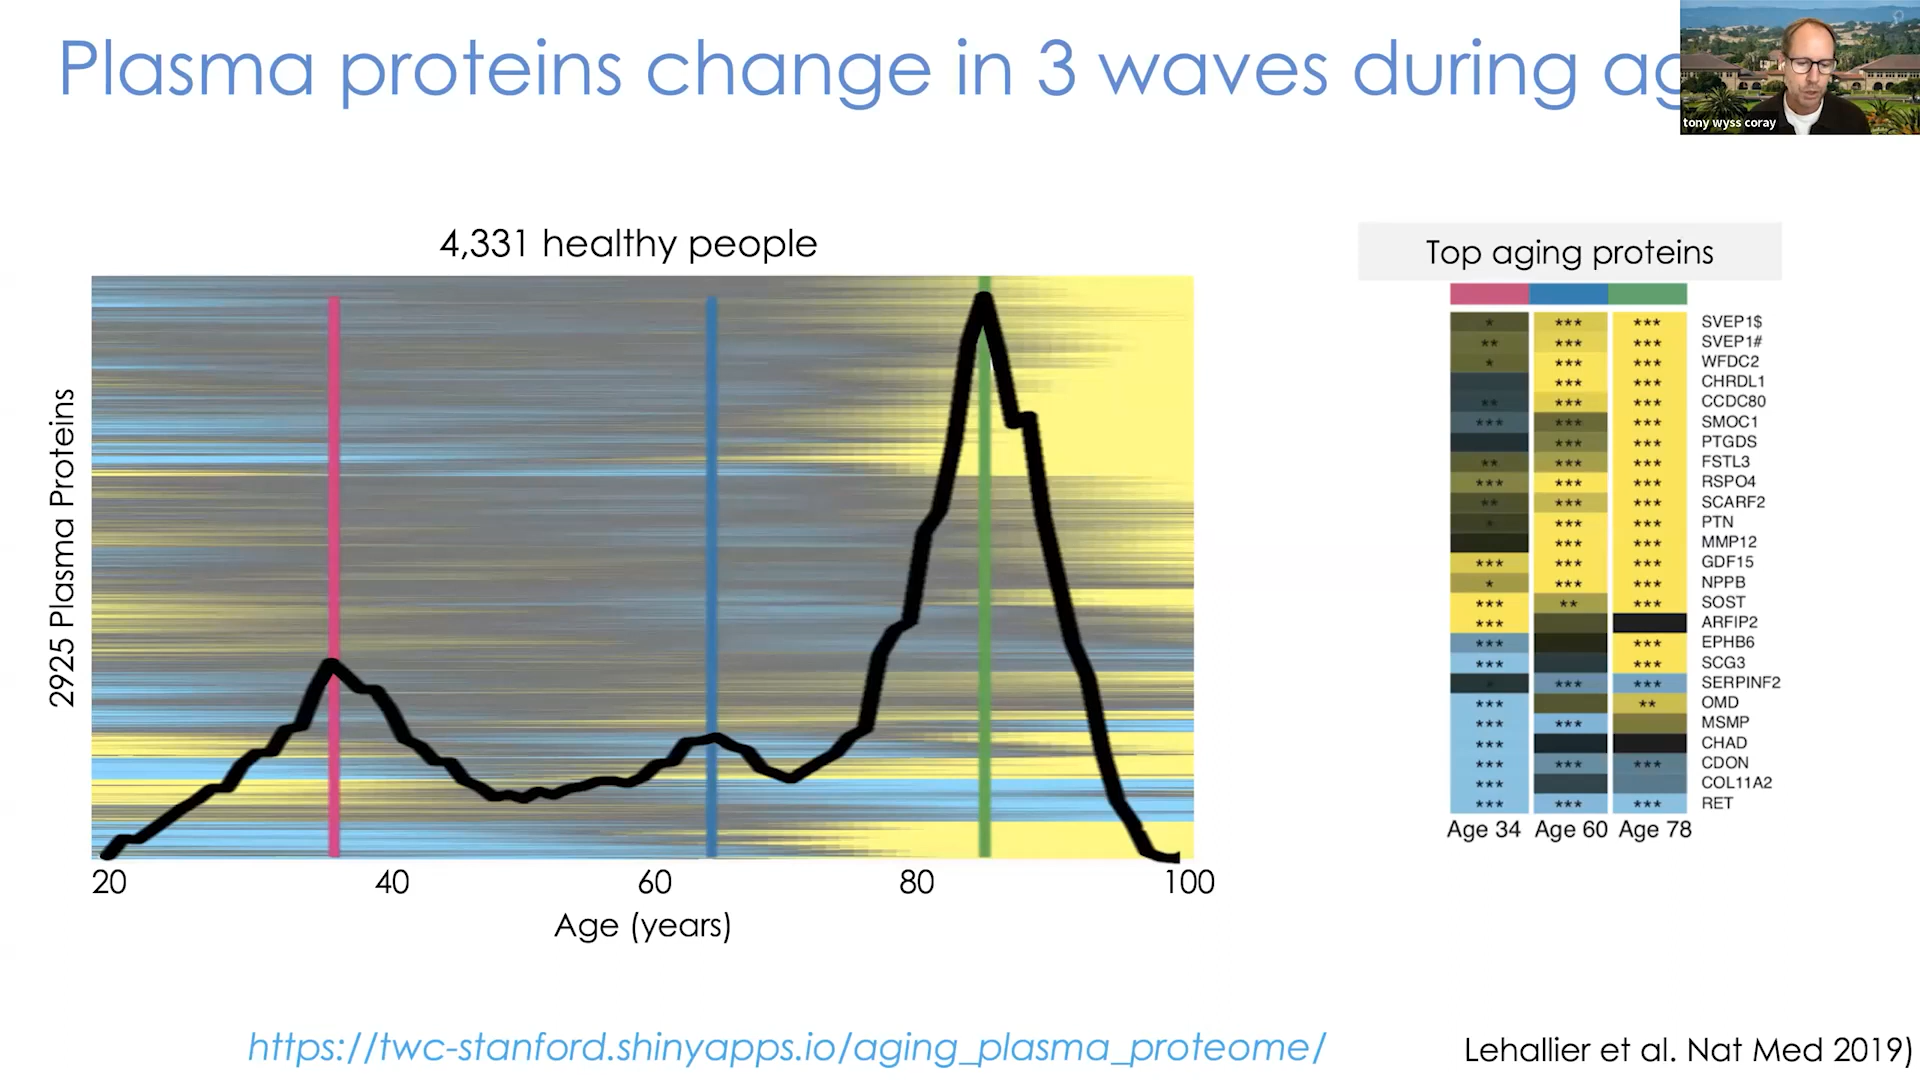 Plasma proteins change in 3 waves during ag
tony wyss coray
4,331 healthy people
2925 Plasma Proteins
20 40 60 80 100
Age (years)
Top aging proteins
* *** *** SVEP1$
** *** *** SVEP1#
* *** *** WFDC2
*** *** CHRDL1
** *** *** CCDC80
*** *** *** SMOC1
*** *** PTGDS
** *** *** FSTL3
*** *** *** RSPO4
** *** *** SCARF2
* *** *** PTN
*** *** MMP12
*** *** *** GDF15
* *** *** NPPB
*** ** *** SOST
*** ARFIP2
*** *** EPHB6
*** *** SCG3
* *** *** SERPINF2
*** ** OMD
*** *** MSMP
*** CHAD
*** *** *** CDON
*** COL11A2
*** *** *** RET
Age 34 Age 60 Age 78
https://twc-stanford.shinyapps.io/aging_plasma_proteome/
Lehallier et al. Nat Med 2019)